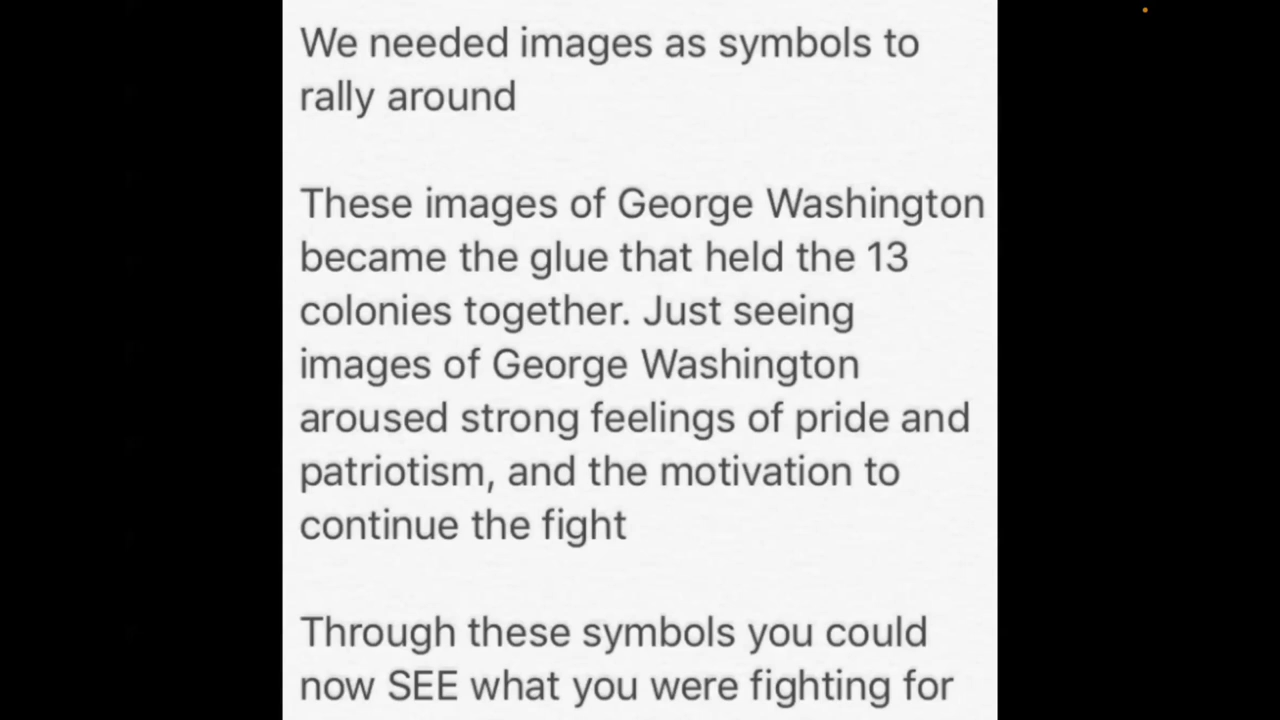 We needed images as symbols to
rally around
These images of George Washington
became the glue that held the 13
colonies together. Just seeing
images of George Washington
aroused strong feelings of pride and
patriotism, and the motivation to
continue the fight
Through these symbols you could
now SEE what you were fighting for